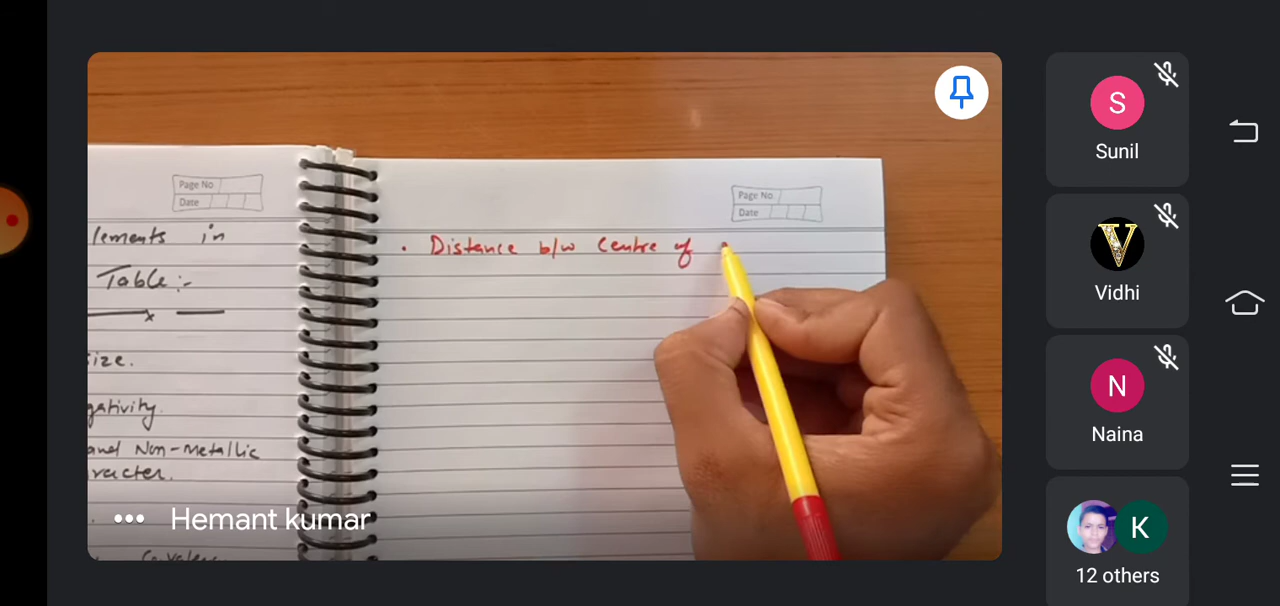 Page No
Date
lements in
Table:-
size.
gativity.
and Non-Metallic
racter.
Page No.
Date
• Distance b/w Centre of
••• Hemant kumar
S
Sunil
V
Vidhi
N
Naina
K
12 others